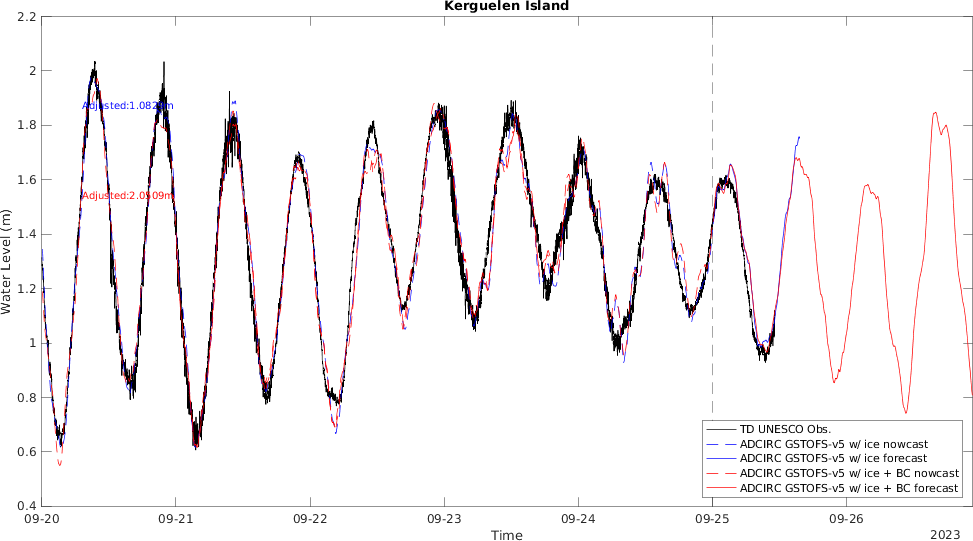 Kerguelen Island
2.2
2
1.8
1.6
1.4
1.2
1
0.8
0.6
0.4
Water Level (m)
Adjusted:2.0509m
TD UNESCO Obs.
ADCIRC GSTOFS-v5 w/ ice nowcast
ADCIRC GSTOFS-v5 w/ ice forecast
ADCIRC GSTOFS-v5 w/ ice + BC nowcast
ADCIRC GSTOFS-v5 w/ ice + BC forecast
09-20 09-21 09-22 09-23 09-24 09-25 09-26
Time
2023